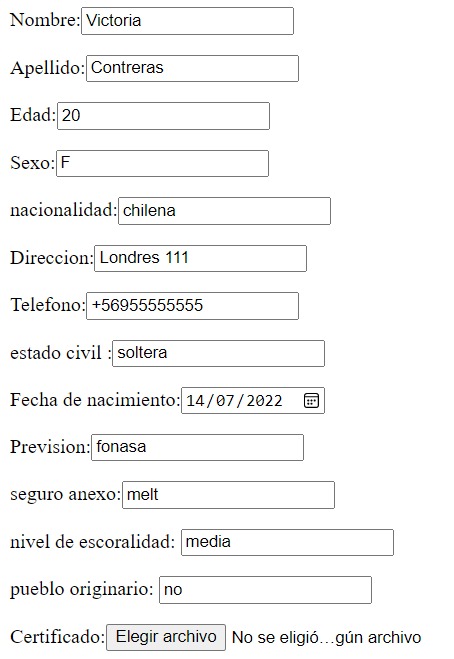 Nombre: Victoria
Apellido: Contreras
Edad: 20
Sexo: F
nacionalidad: chilena
Direccion: Londres 111
Telefono: +56955555555
estado civil : soltera
Fecha de nacimiento: 14/07/2022
Prevision: fonasa
seguro anexo: melt
nivel de escoralidad: media
pueblo originario: no
Certificado: Elegir archivo No se eligió…gún archivo